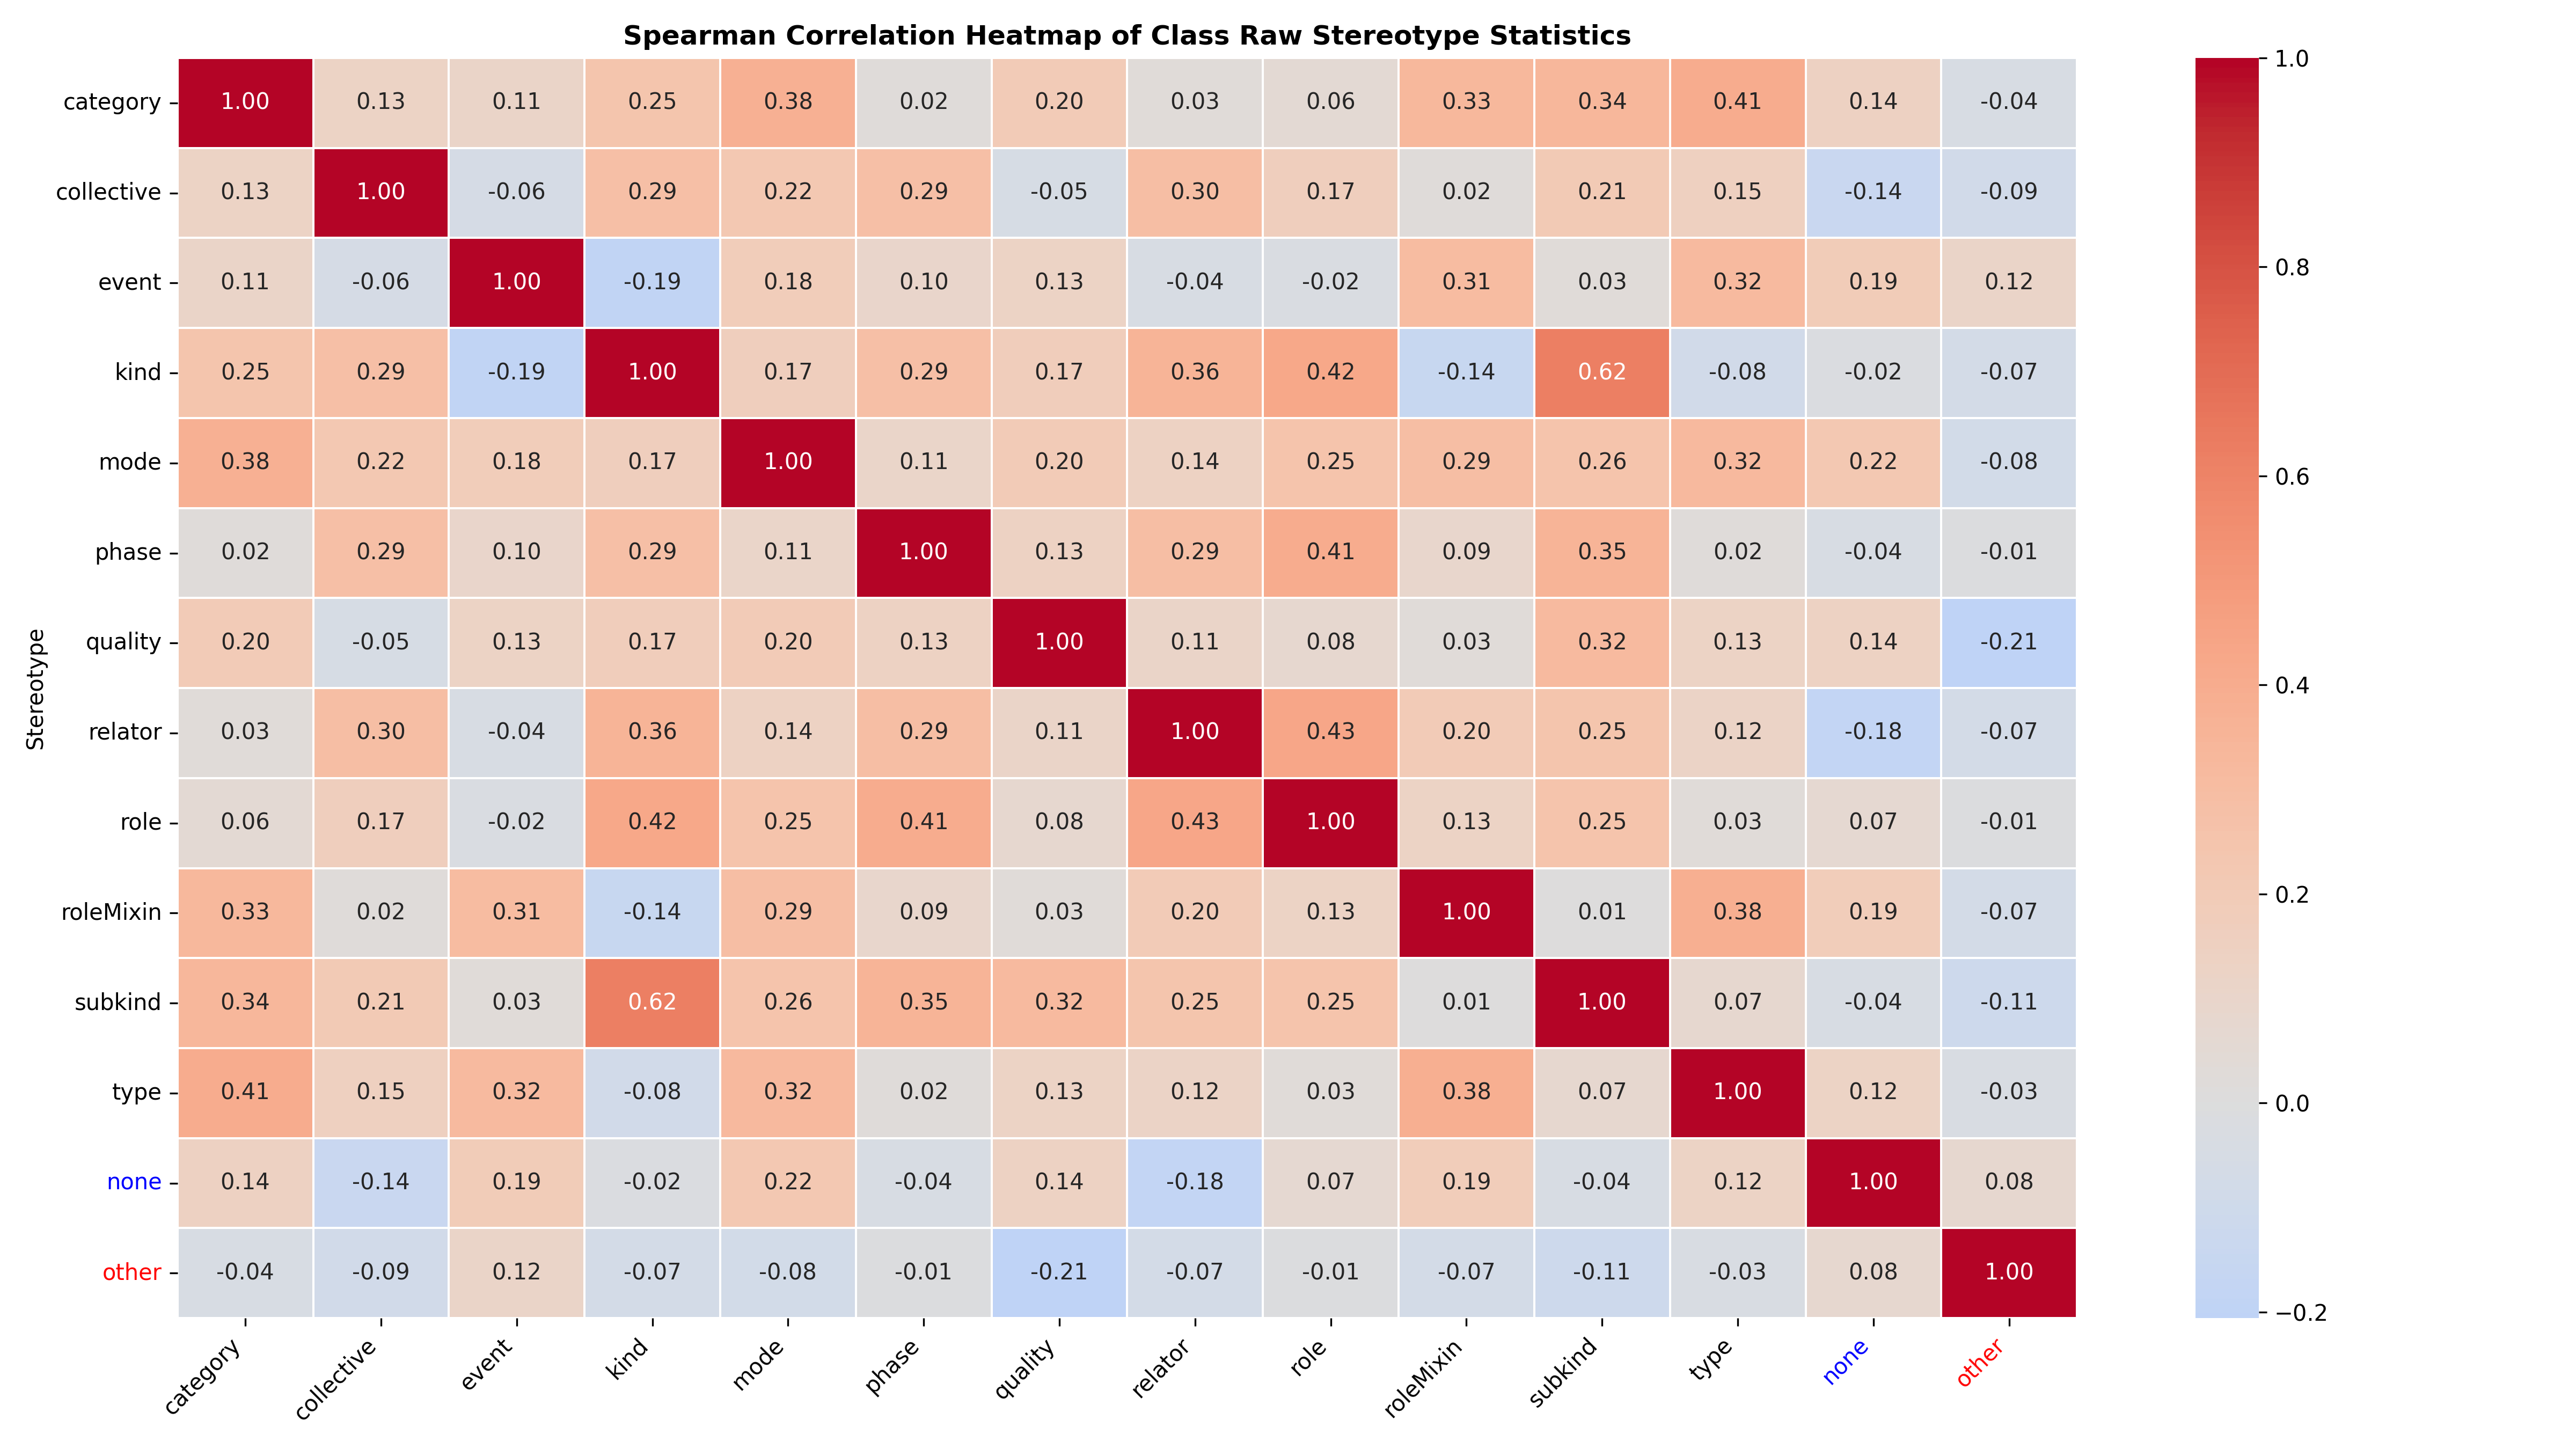 Spearman Correlation Heatmap of Class Raw Stereotype Statistics
Stereotype
category 1.00 0.13 0.11 0.25 0.38 0.02 0.20 0.03 0.06 0.33 0.34 0.41 0.14 -0.04
collective 0.13 1.00 -0.06 0.29 0.22 0.29 -0.05 0.30 0.17 0.02 0.21 0.15 -0.14 -0.09
event 0.11 -0.06 1.00 -0.19 0.18 0.10 0.13 -0.04 -0.02 0.31 0.03 0.32 0.19 0.12
kind 0.25 0.29 -0.19 1.00 0.17 0.29 0.17 0.36 0.42 -0.14 0.62 -0.08 -0.02 -0.07
mode 0.38 0.22 0.18 0.17 1.00 0.11 0.20 0.14 0.25 0.29 0.26 0.32 0.22 -0.08
phase 0.02 0.29 0.10 0.29 0.11 1.00 0.13 0.29 0.41 0.09 0.35 0.02 -0.04 -0.01
quality 0.20 -0.05 0.13 0.17 0.20 0.13 1.00 0.11 0.08 0.03 0.32 0.13 0.14 -0.21
relator 0.03 0.30 -0.04 0.36 0.14 0.29 0.11 1.00 0.43 0.20 0.25 0.12 -0.18 -0.07
role 0.06 0.17 -0.02 0.42 0.25 0.41 0.08 0.43 1.00 0.13 0.25 0.03 0.07 -0.01
roleMixin 0.33 0.02 0.31 -0.14 0.29 0.09 0.03 0.20 0.13 1.00 0.01 0.38 0.19 -0.07
subkind 0.34 0.21 0.03 0.62 0.26 0.35 0.32 0.25 0.25 0.01 1.00 0.07 -0.04 -0.11
type 0.41 0.15 0.32 -0.08 0.32 0.02 0.13 0.12 0.03 0.38 0.07 1.00 0.12 -0.03
none 0.14 -0.14 0.19 -0.02 0.22 -0.04 0.14 -0.18 0.07 0.19 -0.04 0.12 1.00 0.08
other -0.04 -0.09 0.12 -0.07 -0.08 -0.01 -0.21 -0.07 -0.01 -0.07 -0.11 -0.03 0.08 1.00
category collective event kind mode phase quality relator role roleMixin subkind type none other
1.0
0.8
0.6
0.4
0.2
0.0
−0.2